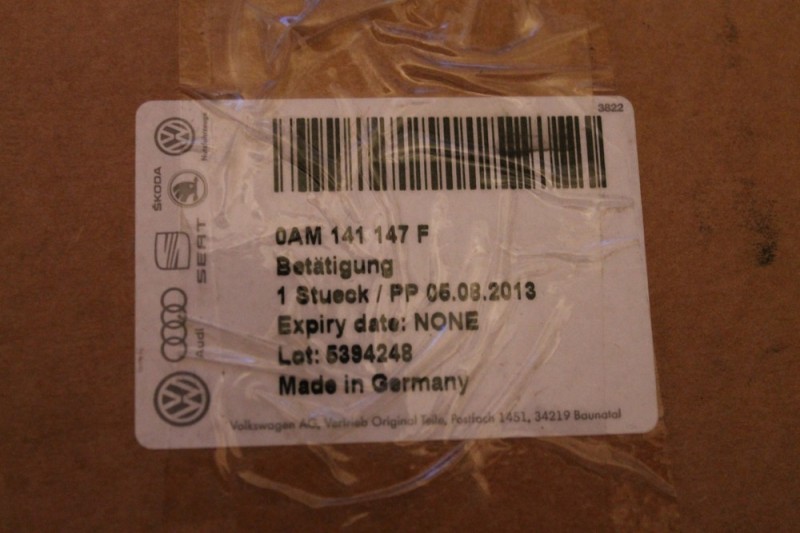 3822
0AM 141 147 F
Betätigung
1 Stueck / PP 05.08.2013
Expiry date: NONE
Lot: 5394248
Made in Germany
Volkswagen AG, Vertrieb Original Teile, Postfach 1451, 34219 Baunatal
ŠKODA
SEAT
Audi